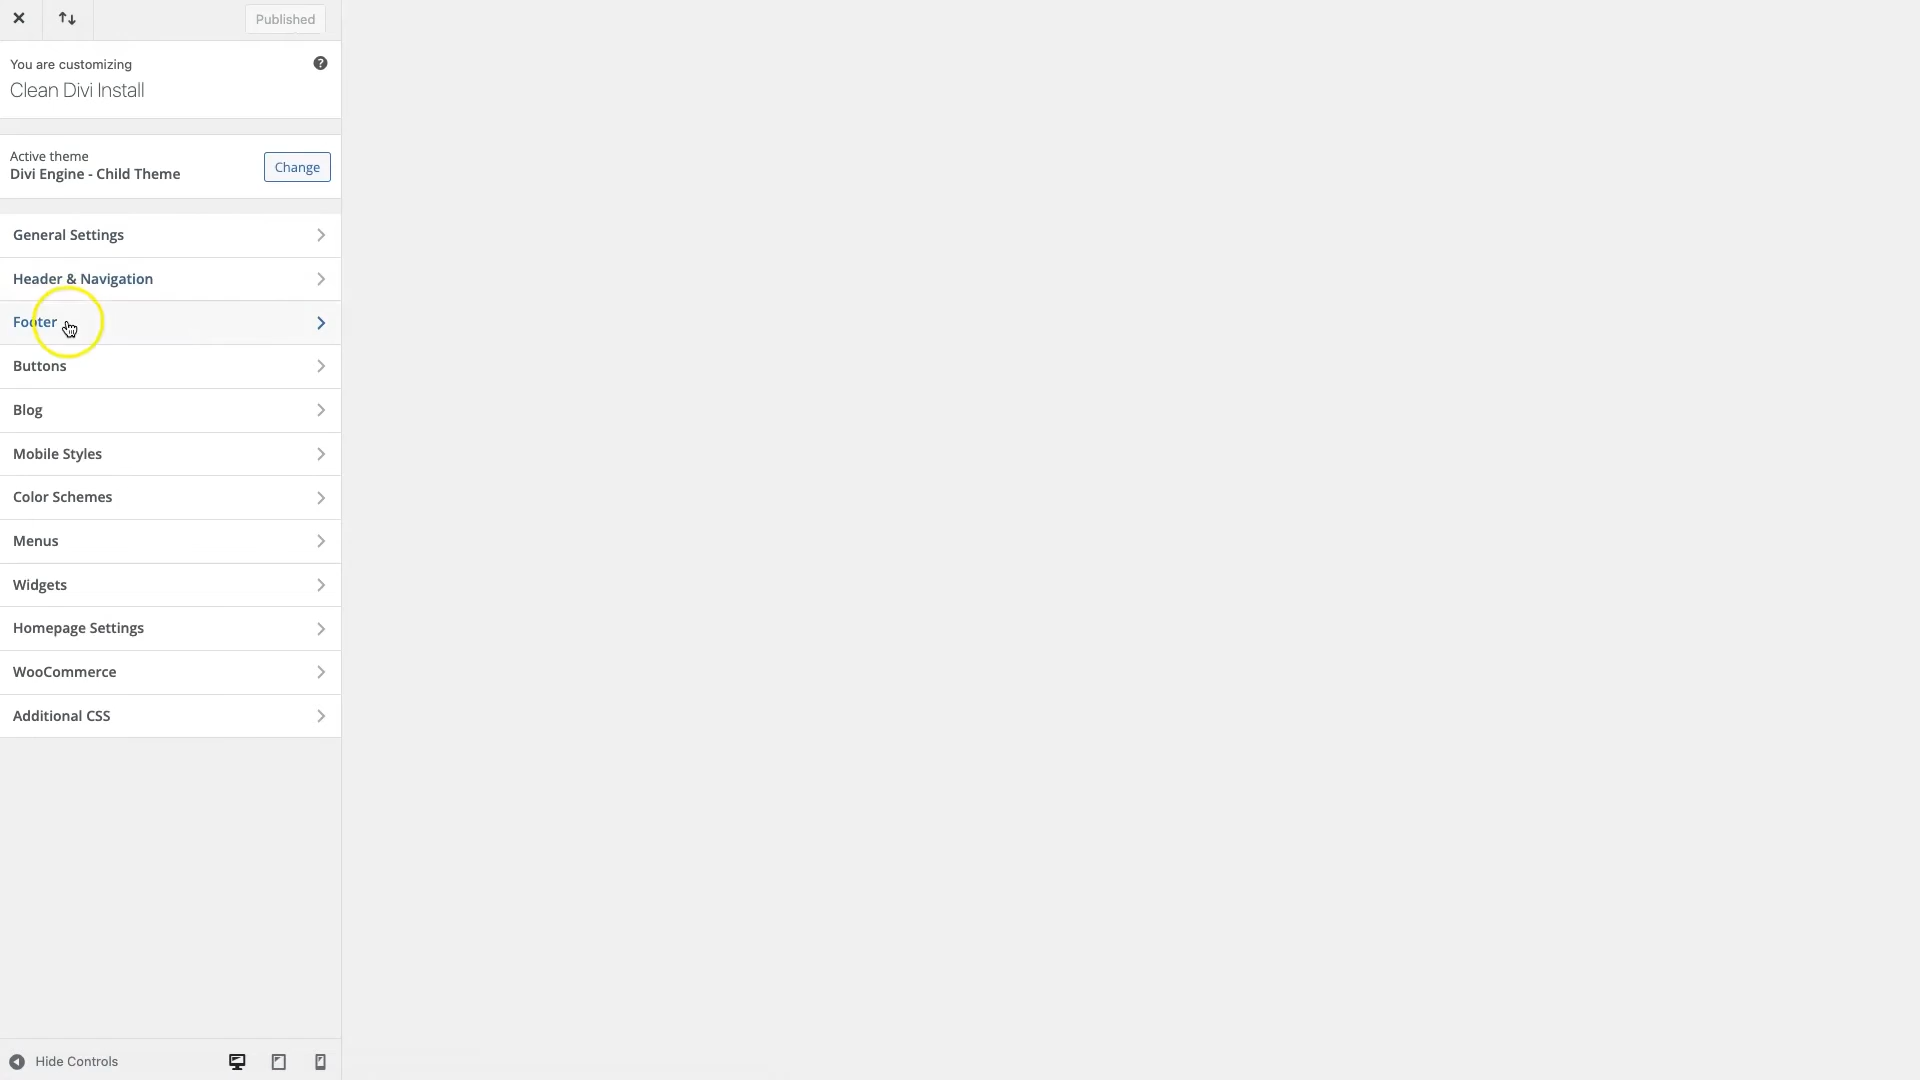 Published
You are customizing
Clean Divi Install
Active theme
Divi Engine - Child Theme
Change
General Settings
Header & Navigation
Footer
Buttons
Blog
Mobile Styles
Color Schemes
Menus
Widgets
Homepage Settings
WooCommerce
Additional CSS
Hide Controls